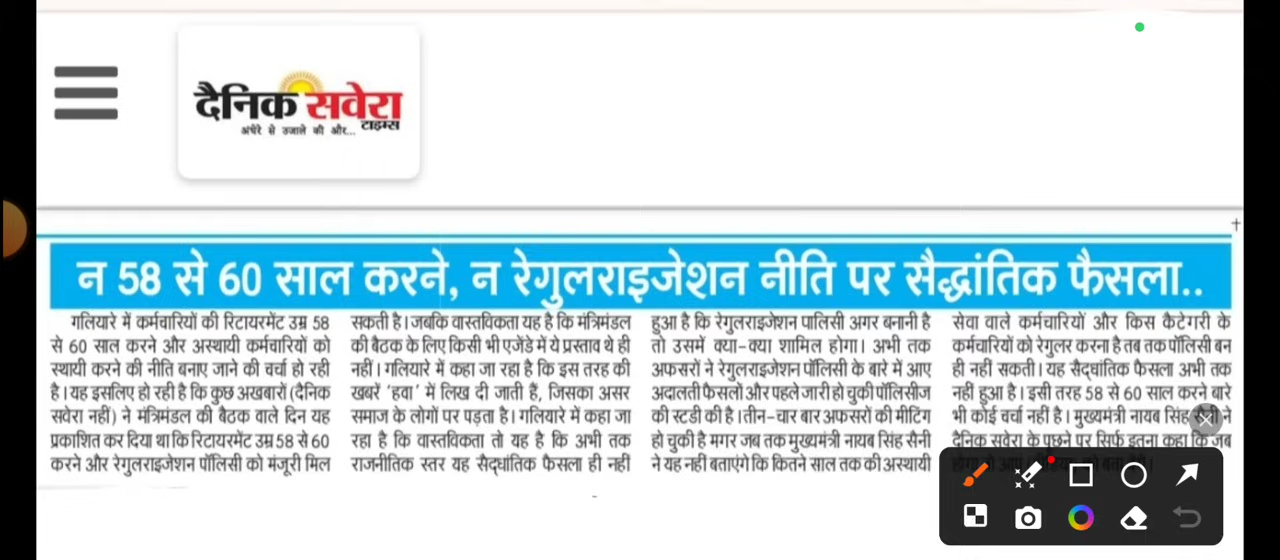 दैनिक सवेरा
टाइम्स
अंधेरे से उजाले की और...
न 58 से 60 साल करने, न रेगुलराइजेशन नीति पर सैद्धांतिक फैसला..
गलियारे में कर्मचारियों की रिटायरमेंट उम्र 58
से 60 साल करने और अस्थायी कर्मचारियों को
स्थायी करने की नीति बनाए जाने की चर्चा हो रही
है। यह इसलिए हो रही है कि कुछ अखबारों (दैनिक
सवेरा नहीं) ने मंत्रिमंडल की बैठक वाले दिन यह
प्रकाशित कर दिया था कि रिटायरमेंट उम्र 58 से 60
करने और रेगुलराइजेशन पॉलिसी को मंजूरी मिल
सकती है। जबकि वास्तविकता यह है कि मंत्रिमंडल
की बैठक के लिए किसी भी एजेंडे में ये प्रस्ताव थे ही
नहीं। गलियारे में कहा जा रहा है कि इस तरह की
खबरें 'हवा' में लिख दी जाती हैं, जिसका असर
समाज के लोगों पर पड़ता है। गलियारे में कहा जा
रहा है कि वास्तविकता तो यह है कि अभी तक
राजनीतिक स्तर यह सैद्धांतिक फैसला ही नहीं
हुआ है कि रेगुलराइजेशन पालिसी अगर बनानी है
तो उसमें क्या-क्या शामिल होगा। अभी तक
अफसरों ने रेगुलराइजेशन पॉलिसी के बारे में आए
अदालती फैसलों और पहले जारी हो चुकी पॉलिसीज
की स्टडी की है। तीन-चार बार अफसरों की मीटिंग
हो चुकी है मगर जब तक मुख्यमंत्री नायब सिंह सैनी
ने यह नहीं बताएंगे कि कितने साल तक की अस्थायी
सेवा वाले कर्मचारियों और किस कैटेगरी के
कर्मचारियों को रेगुलर करना है तब तक पॉलिसी बन
ही नहीं सकती। यह सैद्धांतिक फैसला अभी तक
नहीं हुआ है। इसी तरह 58 से 60 साल करने बारे
भी कोई चर्चा नहीं है। मुख्यमंत्री नायब सिंह सैनी ने
दैनिक सवेरा के पूछने पर सिर्फ इतना कहा कि जब